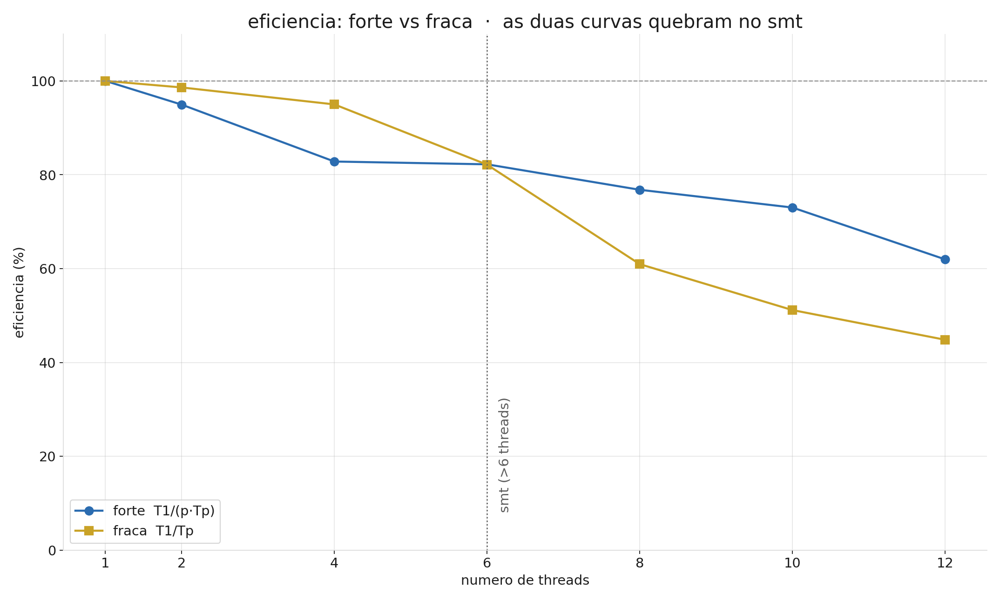 eficiencia: forte vs fraca · as duas curvas quebram no smt
eficiencia (%)
100
80
60
40
20
0
smt (>6 threads)
forte T1/(p·Tp)
fraca T1/Tp
1 2 4 6 8 10 12
numero de threads